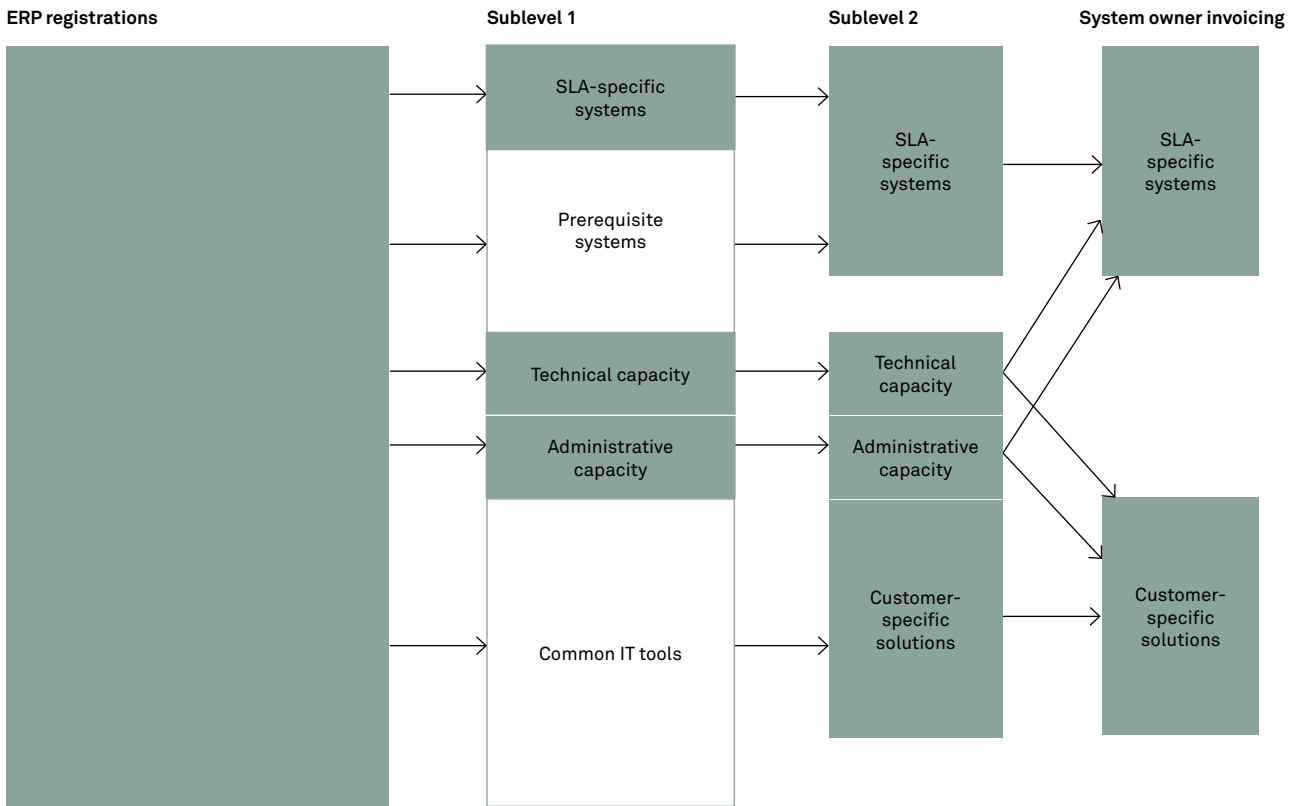 ERP registrations
Sublevel 1
Sublevel 2
System owner invoicing
SLA-specific
systems
Prerequisite
systems
Technical capacity
Administrative
capacity
Common IT tools
SLA-
specific
systems
Technical
capacity
Administrative
capacity
Customer-
specific
solutions
SLA-
specific
systems
Customer-
specific
solutions